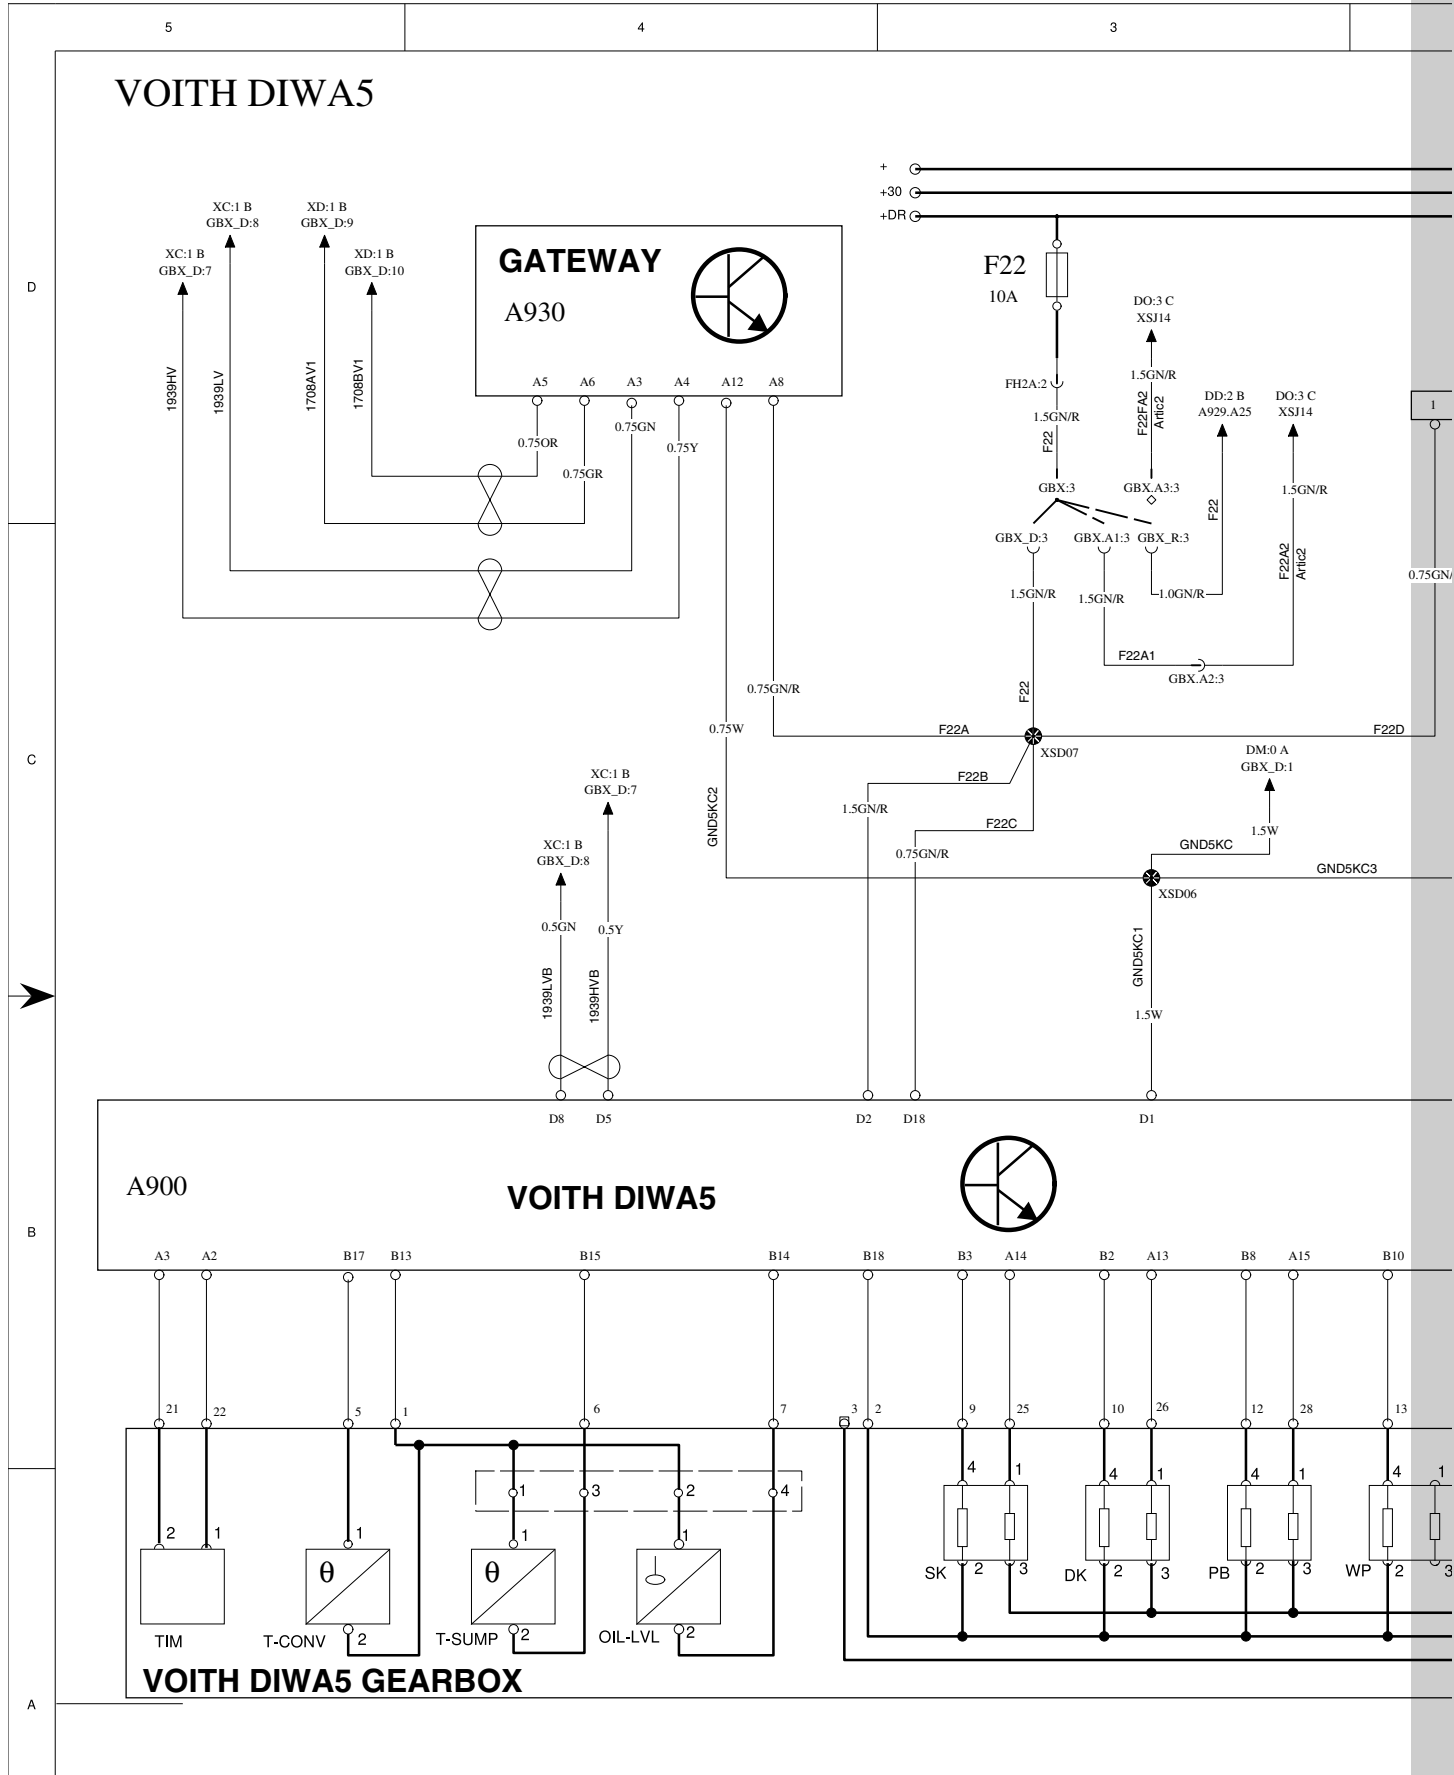 5
4
3
VOITH DIWA5
+
+30
+DR
XC:1 B
GBX_D:8
XD:1 B
GBX_D:9
XC:1 B
GBX_D:7
XD:1 B
GBX_D:10
GATEWAY
A930
F22
10A
D
DO:3 C
XSJ14
1939HV
1939LV
1708AV1
1708BV1
A5
A6
A3
A4
A12
A8
FH2A:2
1.5GN/R
F22FA2
Artic2
DD:2 B
A929.A25
DO:3 C
XSJ14
1
0.75OR
0.75GN
0.75Y
0.75GR
1.5GN/R
F22
GBX:3
GBX.A3:3
1.5GN/R
F22
GBX_D:3
GBX.A1:3
GBX_R:3
F22A2
Artic2
0.75GN/
1.5GN/R
1.5GN/R
1.0GN/R
F22A1
GBX.A2:3
0.75GN/R
F22
0.75W
F22A
F22D
XSD07
C
DM:0 A
GBX_D:1
XC:1 B
GBX_D:7
F22B
1.5GN/R
GND5KC2
F22C
1.5W
XC:1 B
GBX_D:8
0.75GN/R
GND5KC
GND5KC3
XSD06
0.5GN
0.5Y
GND5KC1
1939LVB
1939HVB
1.5W
D8
D5
D2
D18
D1
A900
VOITH DIWA5
B
A3
A2
B17
B13
B15
B14
B18
B3
A14
B2
A13
B8
A15
B10
21
22
5
1
6
7
3
2
9
25
10
26
12
28
13
4
1
4
1
4
1
4
1
1
3
2
4
2
1
1
1
1
θ
θ
SK
2
3
DK
2
3
PB
2
3
WP
2
3
TIM
T-CONV
2
T-SUMP
2
OIL-LVL
2
VOITH DIWA5 GEARBOX
A